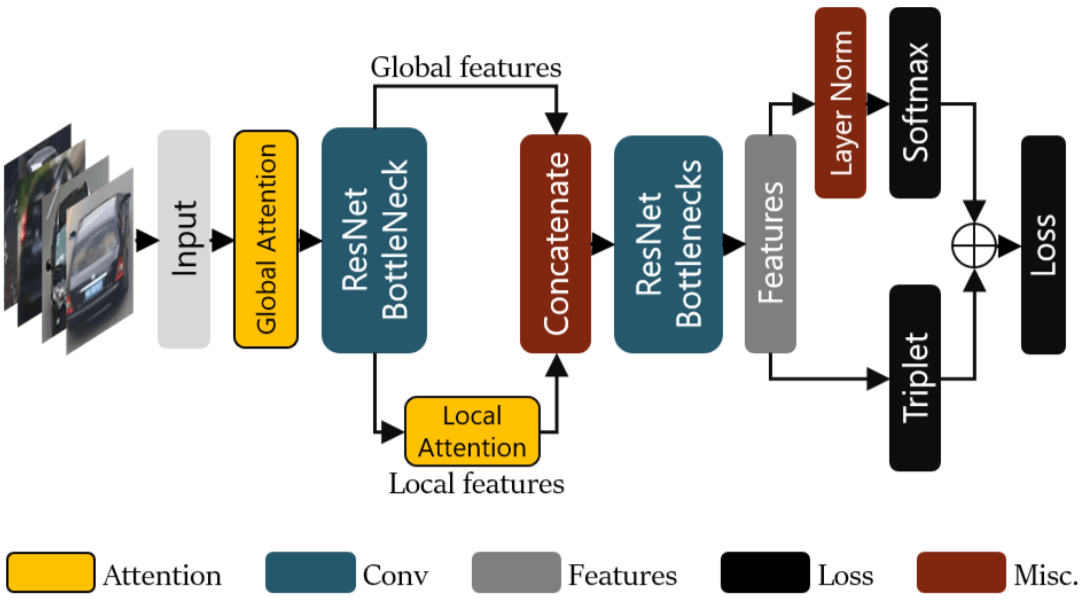 Global features
Input
Global Attention
ResNet
BottleNeck
Local
Attention
Local features
Concatenate
ResNet
Bottlenecks
Features
Layer Norm
Softmax
Triplet
Loss
Attention
Conv
Features
Loss
Misc.